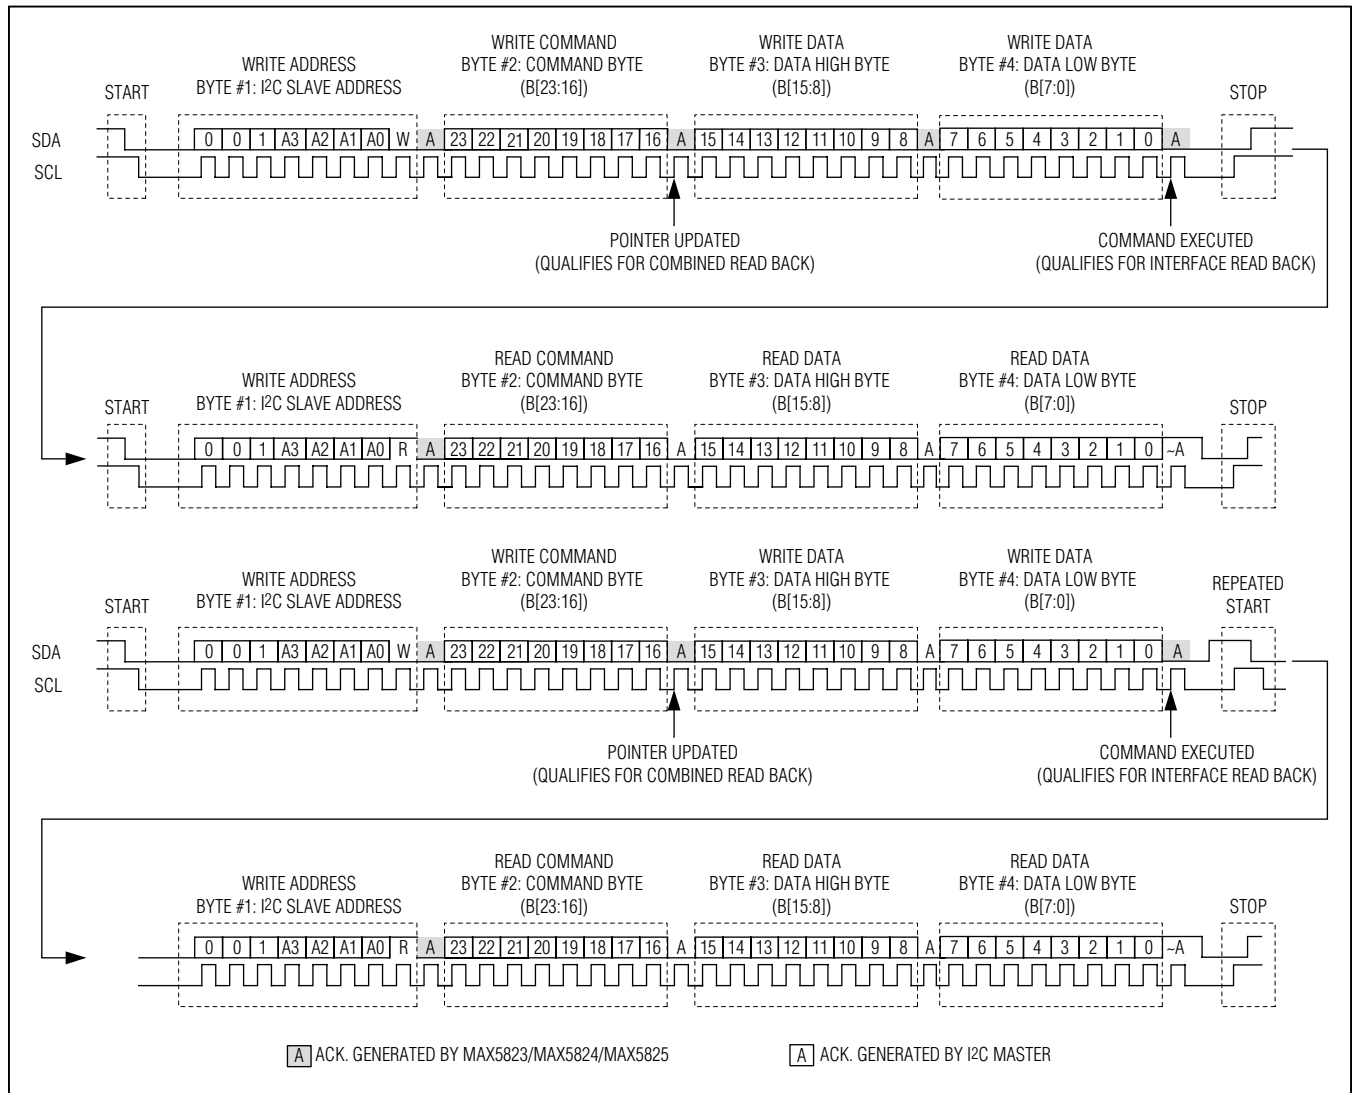 WRITE COMMAND WRITE DATA WRITE DATA
WRITE ADDRESS BYTE #2: COMMAND BYTE BYTE #3: DATA HIGH BYTE BYTE #4: DATA LOW BYTE
START BYTE #1: I2C SLAVE ADDRESS (B[23:16]) (B[15:8]) (B[7:0]) STOP
SDA 0 0 1 A3 A2 A1 A0 W A 23 22 21 20 19 18 17 16 A 15 14 13 12 11 10 9 8 A 7 6 5 4 3 2 1 0 A
SCL
POINTER UPDATED COMMAND EXECUTED
(QUALIFIES FOR COMBINED READ BACK) (QUALIFIES FOR INTERFACE READ BACK)
READ COMMAND READ DATA READ DATA
WRITE ADDRESS BYTE #2: COMMAND BYTE BYTE #3: DATA HIGH BYTE BYTE #4: DATA LOW BYTE
START BYTE #1: I2C SLAVE ADDRESS (B[23:16]) (B[15:8]) (B[7:0]) STOP
0 0 1 A3 A2 A1 A0 R A 23 22 21 20 19 18 17 16 A 15 14 13 12 11 10 9 8 A 7 6 5 4 3 2 1 0 ~A
WRITE COMMAND WRITE DATA WRITE DATA
WRITE ADDRESS BYTE #2: COMMAND BYTE BYTE #3: DATA HIGH BYTE BYTE #4: DATA LOW BYTE REPEATED
START BYTE #1: I2C SLAVE ADDRESS (B[23:16]) (B[15:8]) (B[7:0]) START
SDA 0 0 1 A3 A2 A1 A0 W A 23 22 21 20 19 18 17 16 A 15 14 13 12 11 10 9 8 A 7 6 5 4 3 2 1 0 A
SCL
POINTER UPDATED COMMAND EXECUTED
(QUALIFIES FOR COMBINED READ BACK) (QUALIFIES FOR INTERFACE READ BACK)
READ COMMAND READ DATA READ DATA
WRITE ADDRESS BYTE #2: COMMAND BYTE BYTE #3: DATA HIGH BYTE BYTE #4: DATA LOW BYTE
BYTE #1: I2C SLAVE ADDRESS (B[23:16]) (B[15:8]) (B[7:0]) STOP
0 0 1 A3 A2 A1 A0 R A 23 22 21 20 19 18 17 16 A 15 14 13 12 11 10 9 8 A 7 6 5 4 3 2 1 0 ~A
A ACK. GENERATED BY MAX5823/MAX5824/MAX5825 A ACK. GENERATED BY I2C MASTER